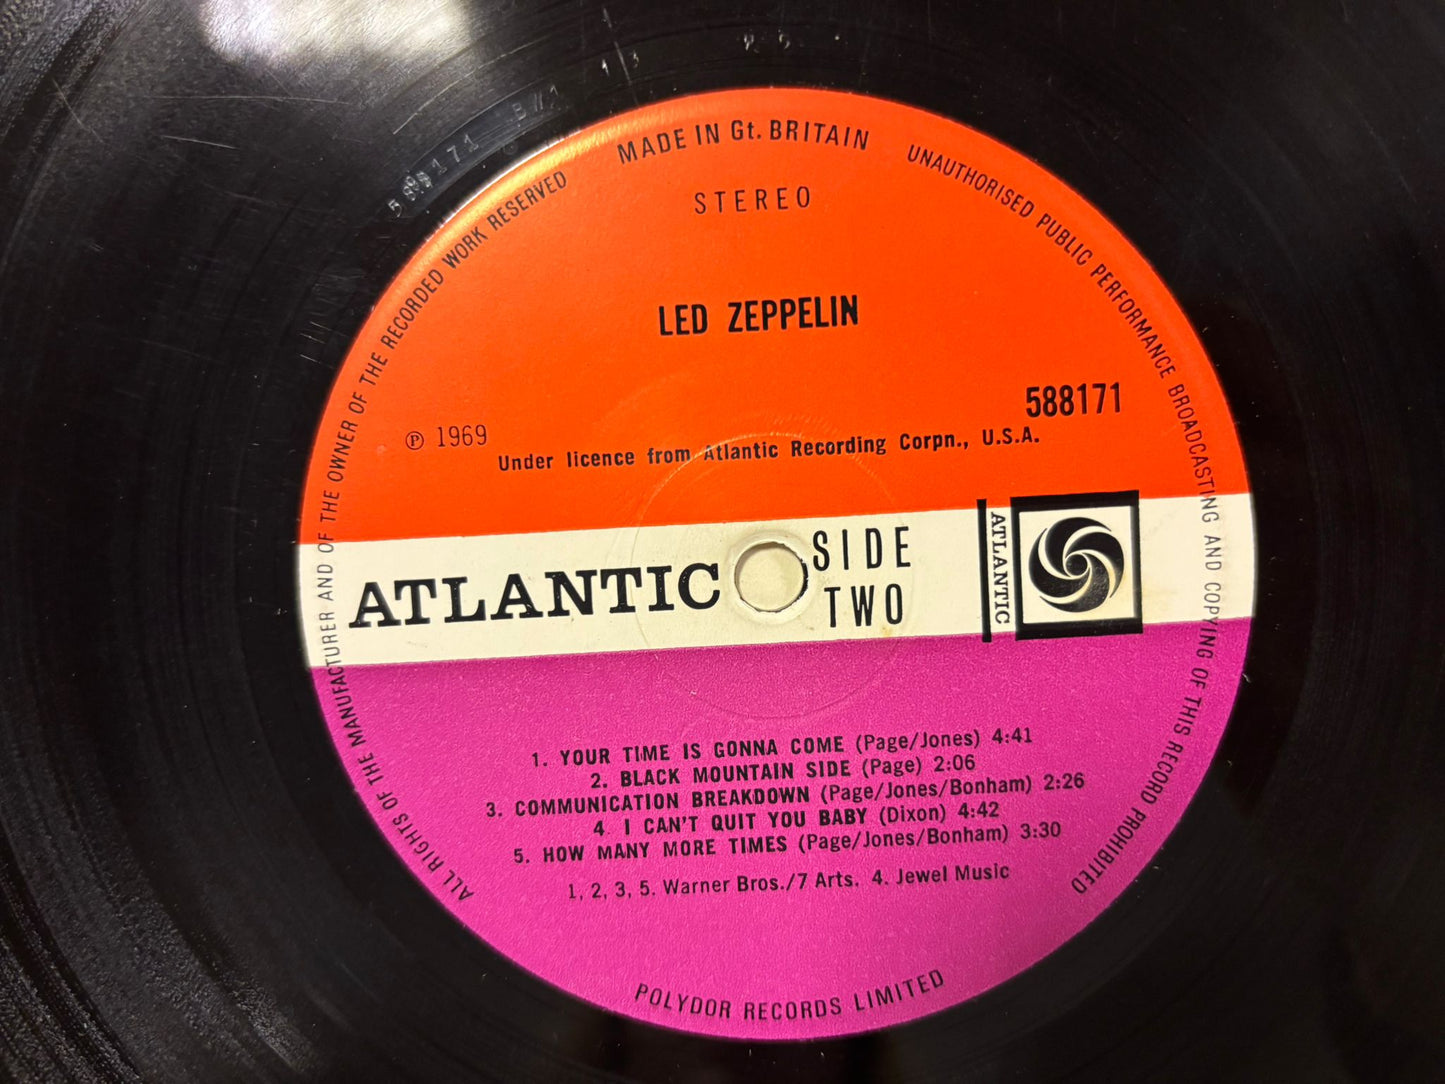 588171 B//1
13
MADE IN Gt. BRITAIN
ALL RIGHTS OF THE MANUFACTURER AND OF THE OWNER OF THE RECORDED WORK RESERVED
UNAUTHORISED PUBLIC PERFORMANCE BROADCASTING AND COPYING OF THIS RECORD PROHIBITED
STEREO
LED ZEPPELIN
588171
℗ 1969
Under licence from Atlantic Recording Corpn., U.S.A.
ATLANTIC
SIDE
TWO
ATLANTIC
1. YOUR TIME IS GONNA COME (Page/Jones) 4:41
2. BLACK MOUNTAIN SIDE (Page) 2:06
3. COMMUNICATION BREAKDOWN (Page/Jones/Bonham) 2:26
4. I CAN'T QUIT YOU BABY (Dixon) 4:42
5. HOW MANY MORE TIMES (Page/Jones/Bonham) 3:30
1, 2, 3, 5. Warner Bros./7 Arts. 4. Jewel Music
POLYDOR RECORDS LIMITED